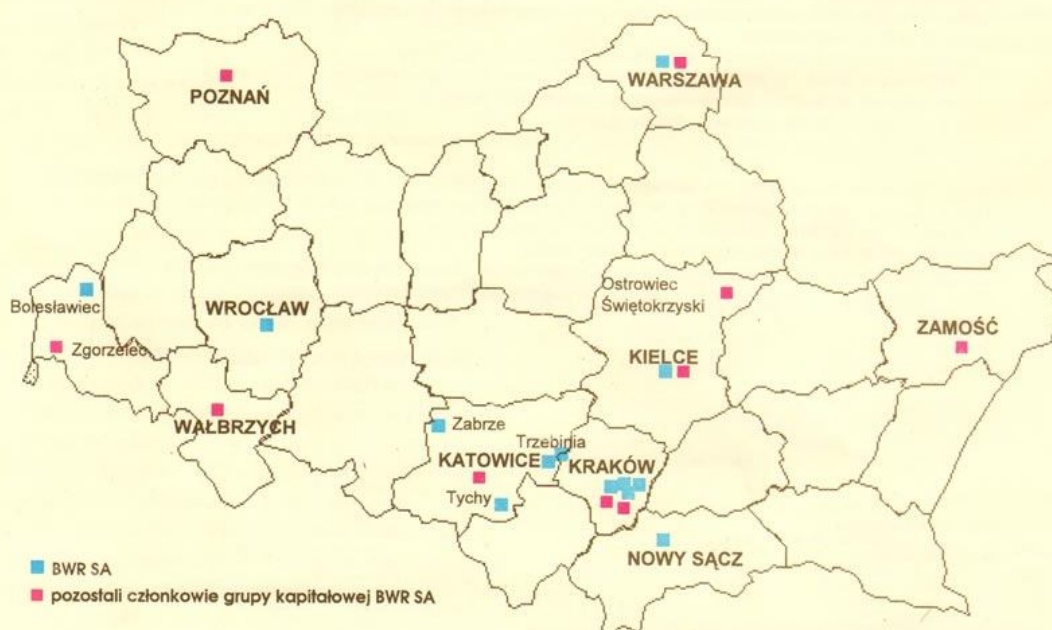 POZNAŃ
WARSZAWA
Bolesławiec
WROCŁAW
Ostrowiec
Świętokrzyski
ZAMOŚĆ
Zgorzelec
KIELCE
WAŁBRZYCH
Zabrze
Trzebinia
KATOWICE
KRAKÓW
Tychy
NOWY SĄCZ
BWR SA
pozostali członkowie grupy kapitałowej BWR SA